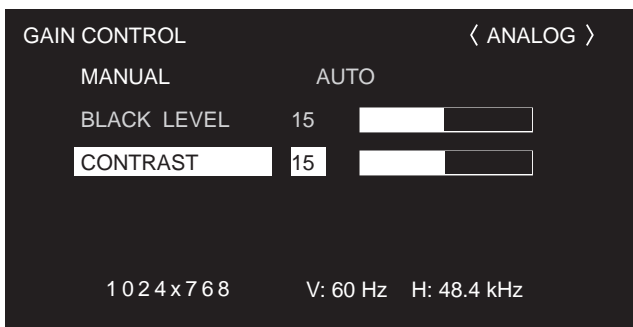 GAIN CONTROL 〈 ANALOG 〉
MANUAL AUTO
BLACK LEVEL 15
CONTRAST 15
1024x768 V: 60 Hz H: 48.4 kHz